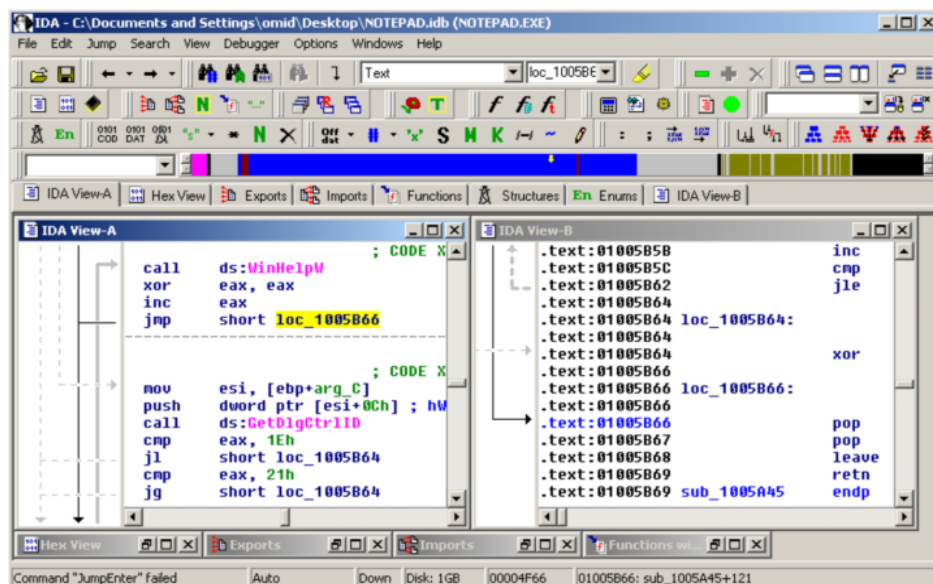 IDA - C:\Documents and Settings\omid\Desktop\NOTEPAD.idb (NOTEPAD.EXE)
File Edit Jump Search View Debugger Options Windows Help
Text loc_1005B6
En
IDA View-A Hex View Exports Imports Functions Structures En Enums IDA View-B
IDA View-A
; CODE X
call ds:WinHelpW
xor eax, eax
inc eax
jmp short loc_1005B66
; CODE X
mov esi, [ebp+arg_C]
push dword ptr [esi+0Ch] ; hW
call ds:GetDlgCtrlID
cmp eax, 1Eh
jl short loc_1005B64
cmp eax, 21h
jg short loc_1005B64
IDA View-B
.text:01005B5B inc
.text:01005B5C cmp
.text:01005B62 jle
.text:01005B64
.text:01005B64 loc_1005B64:
.text:01005B64
.text:01005B64 xor
.text:01005B66
.text:01005B66 loc_1005B66:
.text:01005B66
.text:01005B66 pop
.text:01005B67 pop
.text:01005B68 leave
.text:01005B69 retn
.text:01005B69 sub_1005A45 endp
Hex View Exports Imports Functions wi...
Command "JumpEnter" failed Auto Down Disk: 1GB 00004F66 01005B66: sub_1005A45+121